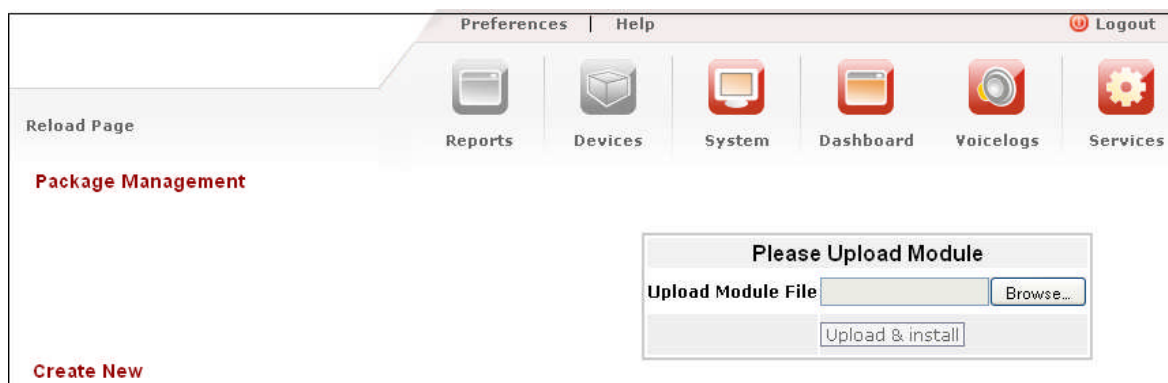 Preferences | Help Logout
Reports Devices System Dashboard Voicelogs Services
Reload Page
Package Management
Please Upload Module
Upload Module File Browse...
Upload & install
Create New